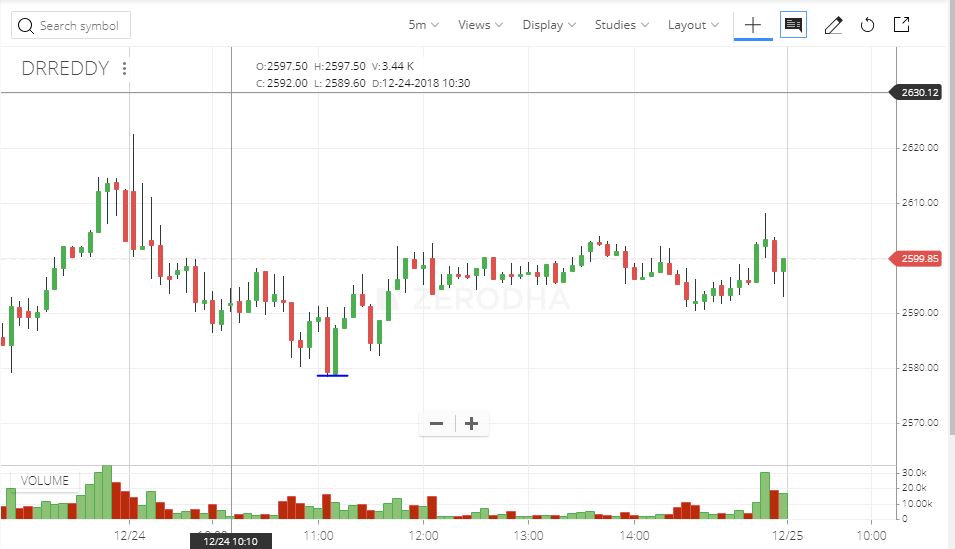 Search symbol
5m Views Display Studies Layout
DRREDDY
O:2597.50 H:2597.50 V:3.44 K
C:2592.00 L: 2589.60 D:12-24-2018 10:30
2630.12
2620.00
2610.00
2599.85
ZERODHA
2590.00
2580.00
2570.00
VOLUME
30.0k
20.0k
10.00k
0
12/24 11:00 12:00 13:00 14:00 12/25 10:00
12/24 10:10